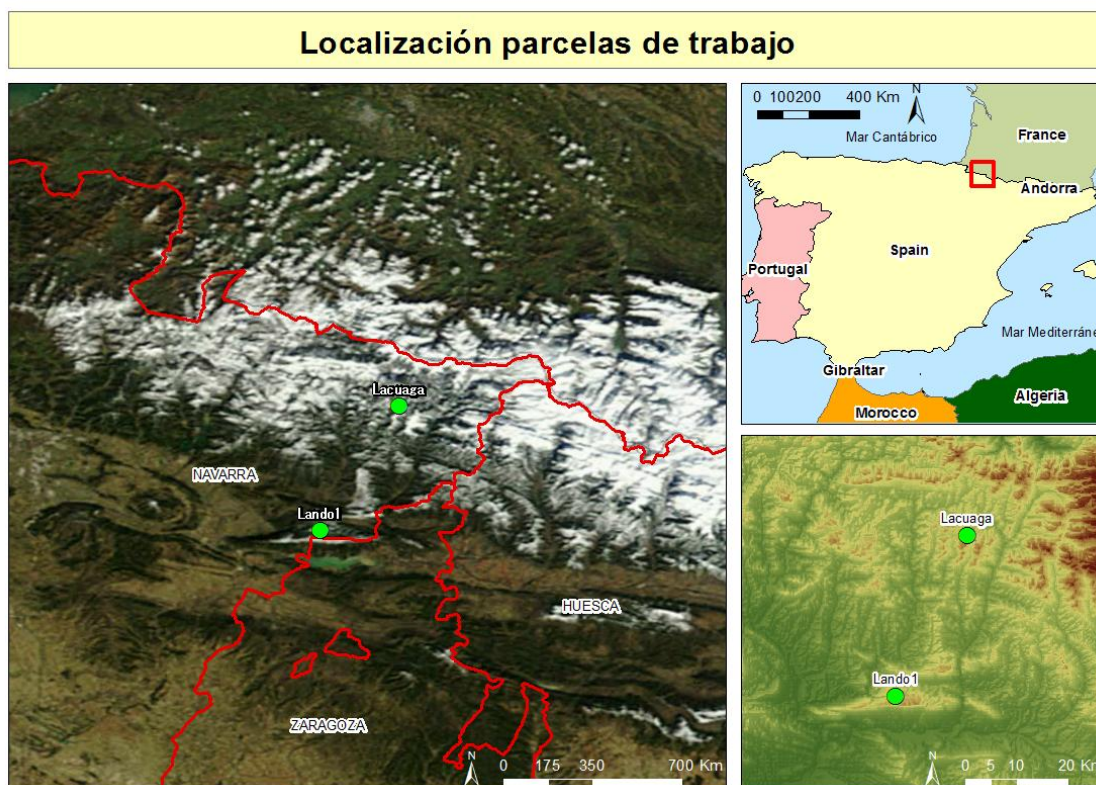 Localización parcelas de trabajo
Lacuaga
NAVARRA
Lando1
HUESCA
ZARAGOZA
N
0 175 350 700 Km
N
0 100200 400 Km
Mar Cantábrico
France
Andorra
Spain
Portugal
Mar Mediterráne
Gibraltar
Algeria
Morocco
Lacuaga
Lando1
N
0 5 10 20 Km